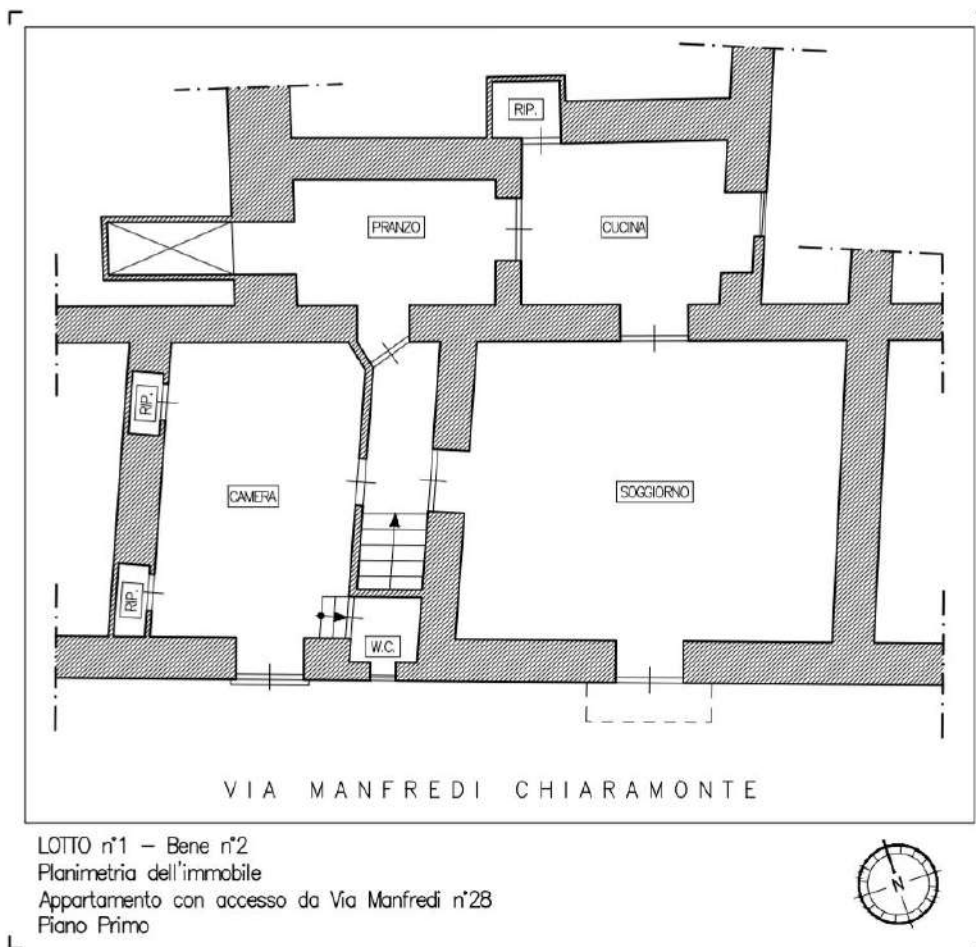 RIP.
PRANZO
CUCINA
RIP.
CAMERA
SOGGIORNO
RIP.
W.C.
VIA MANFREDI CHIARAMONTE
LOTTO n°1 – Bene n°2
Planimetria dell'immobile
Appartamento con accesso da Via Manfredi n°28
Piano Primo
N